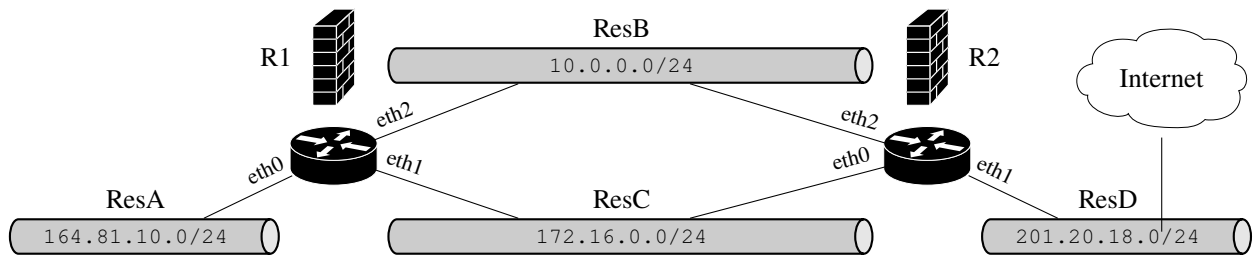 ResB
R1
10.0.0.0/24
R2
Internet
eth2
eth2
eth0
eth1
eth0
eth1
ResA
ResC
ResD
164.81.10.0/24
172.16.0.0/24
201.20.18.0/24